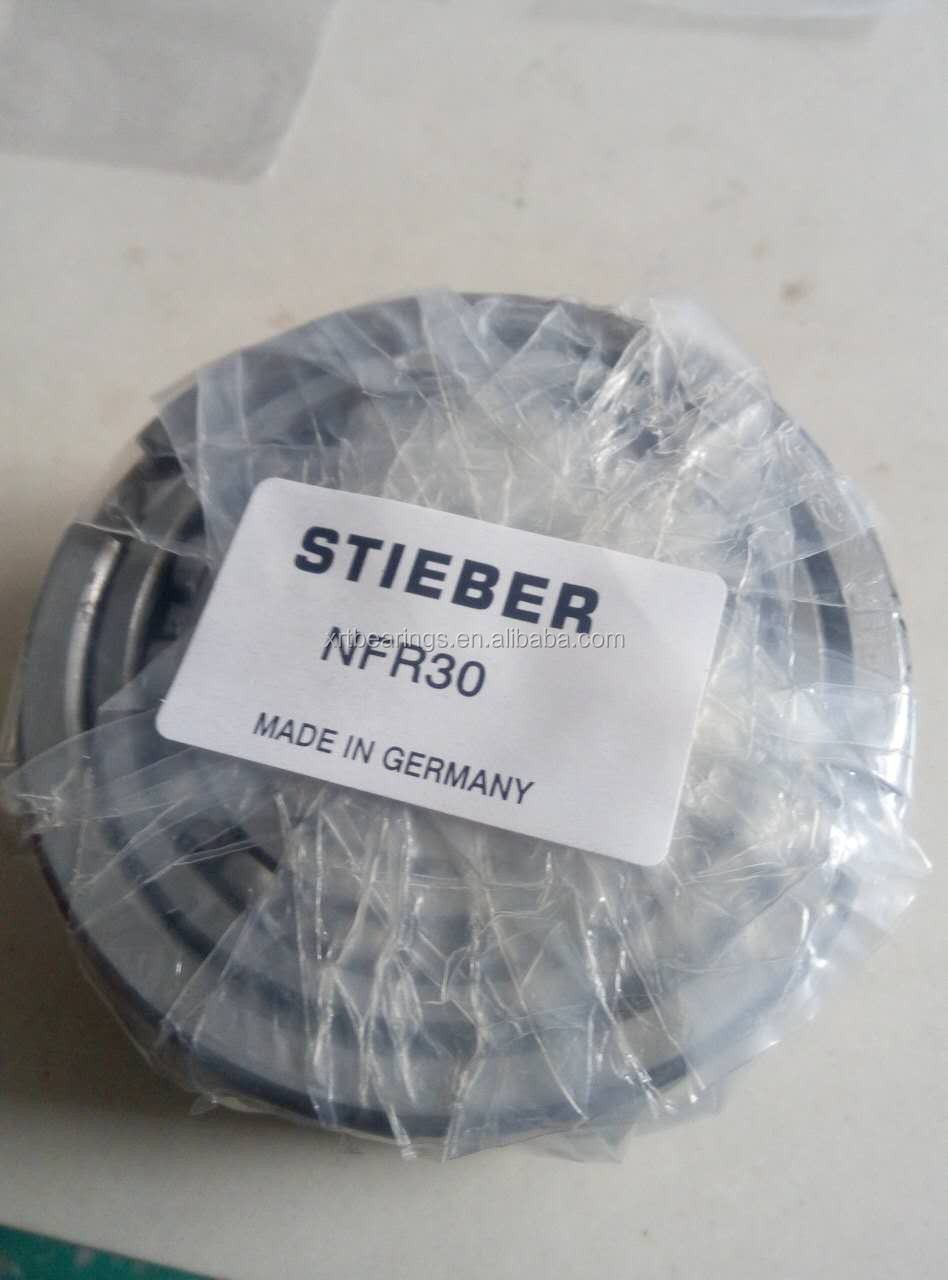 STIEBER
xrtbearings.en.alibaba.com
NFR30
MADE IN GERMANY